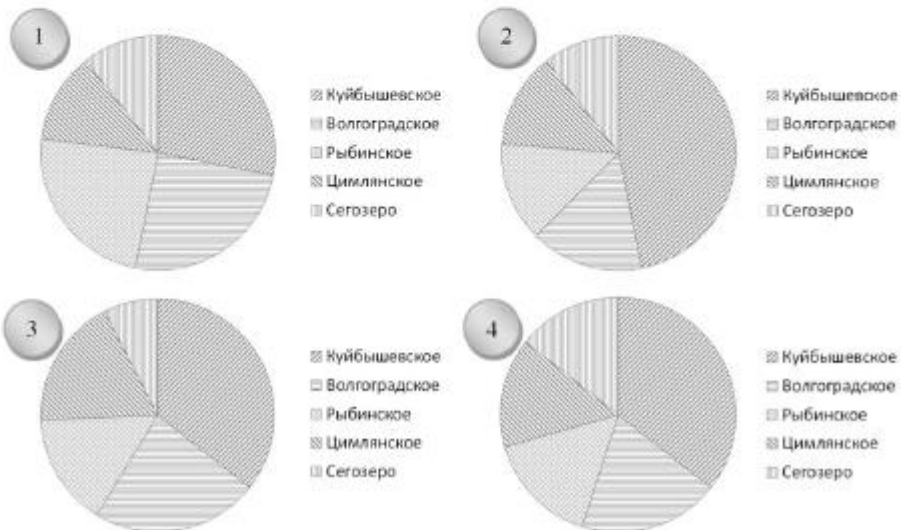 1
Куйбышевское
Волгоградское
Рыбинское
Цимлянское
Сегозеро
2
Куйбышевское
Волгоградское
Рыбинское
Цимлянское
Сегозеро
3
Куйбышевское
Волгоградское
Рыбинское
Цимлянское
Сегозеро
4
Куйбышевское
Волгоградское
Рыбинское
Цимлянское
Сегозеро